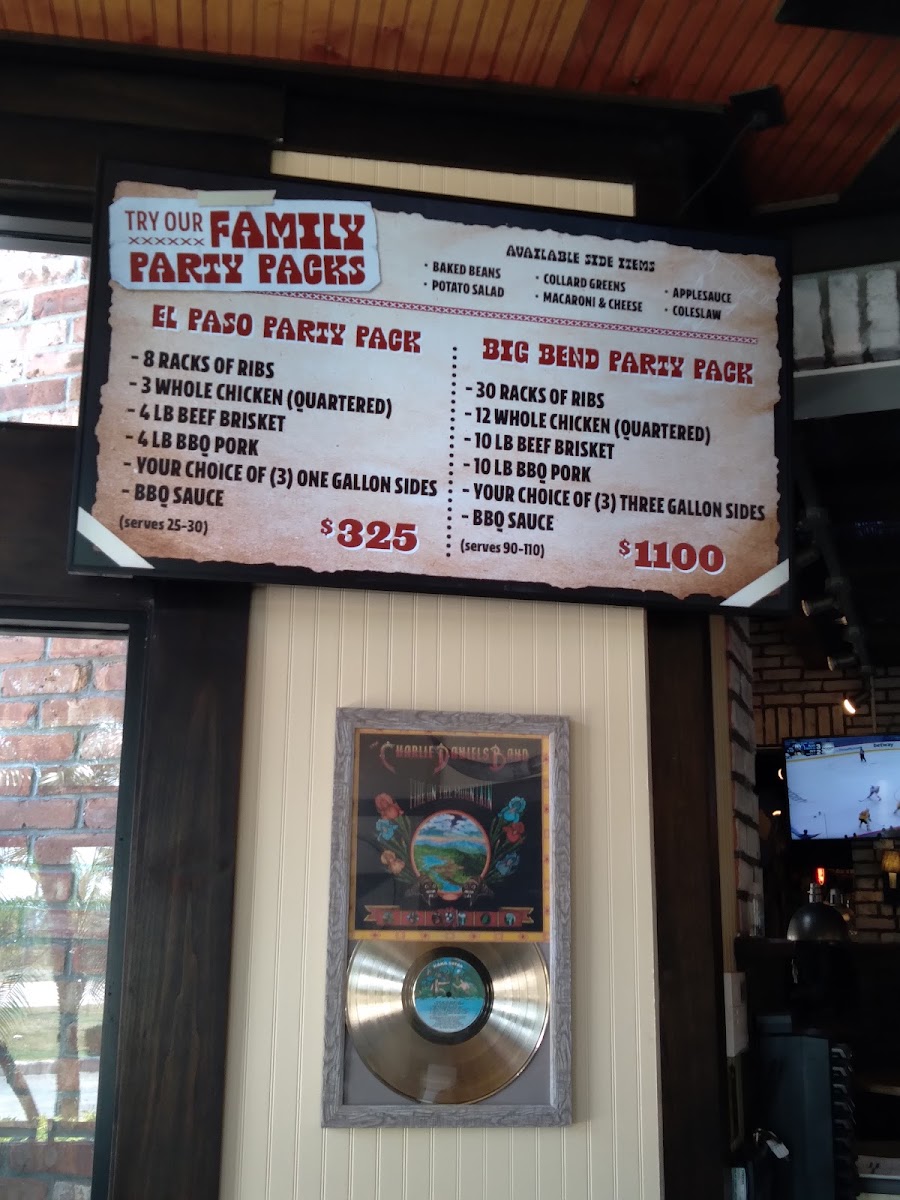 TRY OUR FAMILY
PARTY PACKS
AVAILABLE SIDE ITEMS
• BAKED BEANS
• POTATO SALAD
• COLLARD GREENS
• MACARONI & CHEESE
• APPLESAUCE
• COLESLAW
EL PASO PARTY PACK
- 8 RACKS OF RIBS
- 3 WHOLE CHICKEN (QUARTERED)
- 4 LB BEEF BRISKET
- 4 LB BBQ PORK
- YOUR CHOICE OF (3) ONE GALLON SIDES
- BBQ SAUCE
(serves 25-30)
$325
BIG BEND PARTY PACK
- 30 RACKS OF RIBS
- 12 WHOLE CHICKEN (QUARTERED)
- 10 LB BEEF BRISKET
- 10 LB BBQ PORK
- YOUR CHOICE OF (3) THREE GALLON SIDES
- BBQ SAUCE
(serves 90-110)
$1100
CHARLIE DANIELS BAND
betway